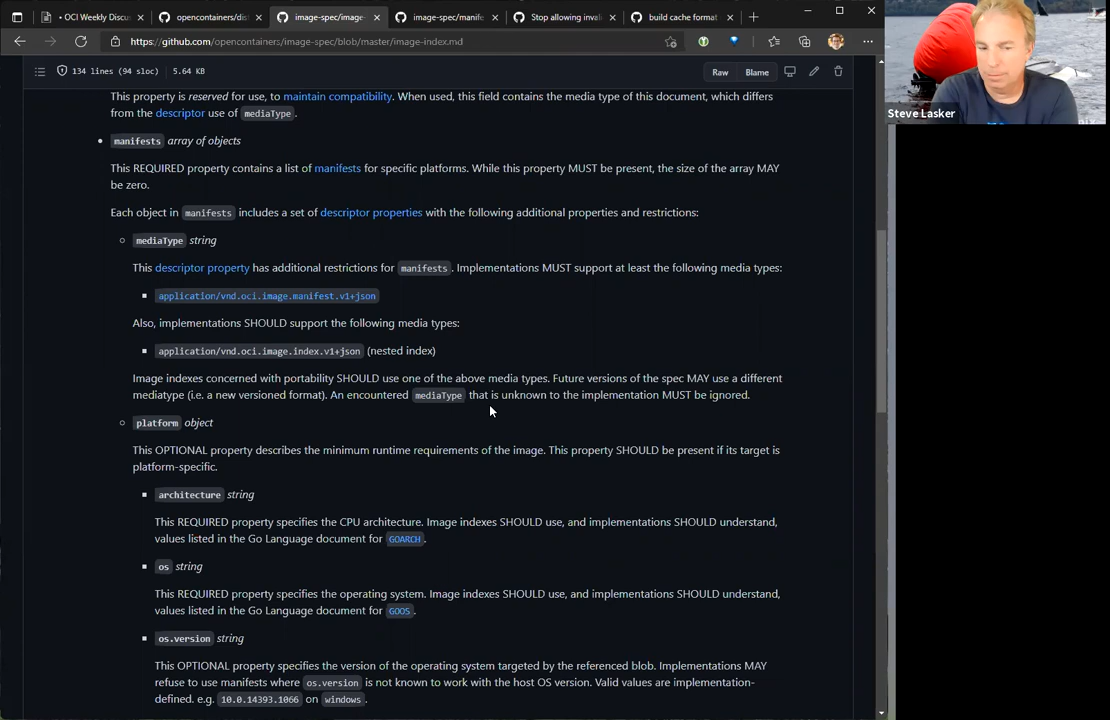 OCI Weekly Discu
opencontainers/dis
image-spec/image-
image-spec/manife
Stop allowing inval
build cache format
https://github.com/opencontainers/image-spec/blob/master/image-index.md
134 lines (94 sloc) 5.64 KB
Raw Blame
Steve Lasker
This property is reserved for use, to maintain compatibility. When used, this field contains the media type of this document, which differs
from the descriptor use of mediaType.
manifests array of objects
This REQUIRED property contains a list of manifests for specific platforms. While this property MUST be present, the size of the array MAY
be zero.
Each object in manifests includes a set of descriptor properties with the following additional properties and restrictions:
mediaType string
This descriptor property has additional restrictions for manifests. Implementations MUST support at least the following media types:
application/vnd.oci.image.manifest.v1+json
Also, implementations SHOULD support the following media types:
application/vnd.oci.image.index.v1+json (nested index)
Image indexes concerned with portability SHOULD use one of the above media types. Future versions of the spec MAY use a different
mediatype (i.e. a new versioned format). An encountered mediaType that is unknown to the implementation MUST be ignored.
platform object
This OPTIONAL property describes the minimum runtime requirements of the image. This property SHOULD be present if its target is
platform-specific.
architecture string
This REQUIRED property specifies the CPU architecture. Image indexes SHOULD use, and implementations SHOULD understand,
values listed in the Go Language document for GOARCH.
os string
This REQUIRED property specifies the operating system. Image indexes SHOULD use, and implementations SHOULD understand,
values listed in the Go Language document for GOOS.
os.version string
This OPTIONAL property specifies the version of the operating system targeted by the referenced blob. Implementations MAY
refuse to use manifests where os.version is not known to work with the host OS version. Valid values are implementation-
defined. e.g. 10.0.14393.1066 on windows.